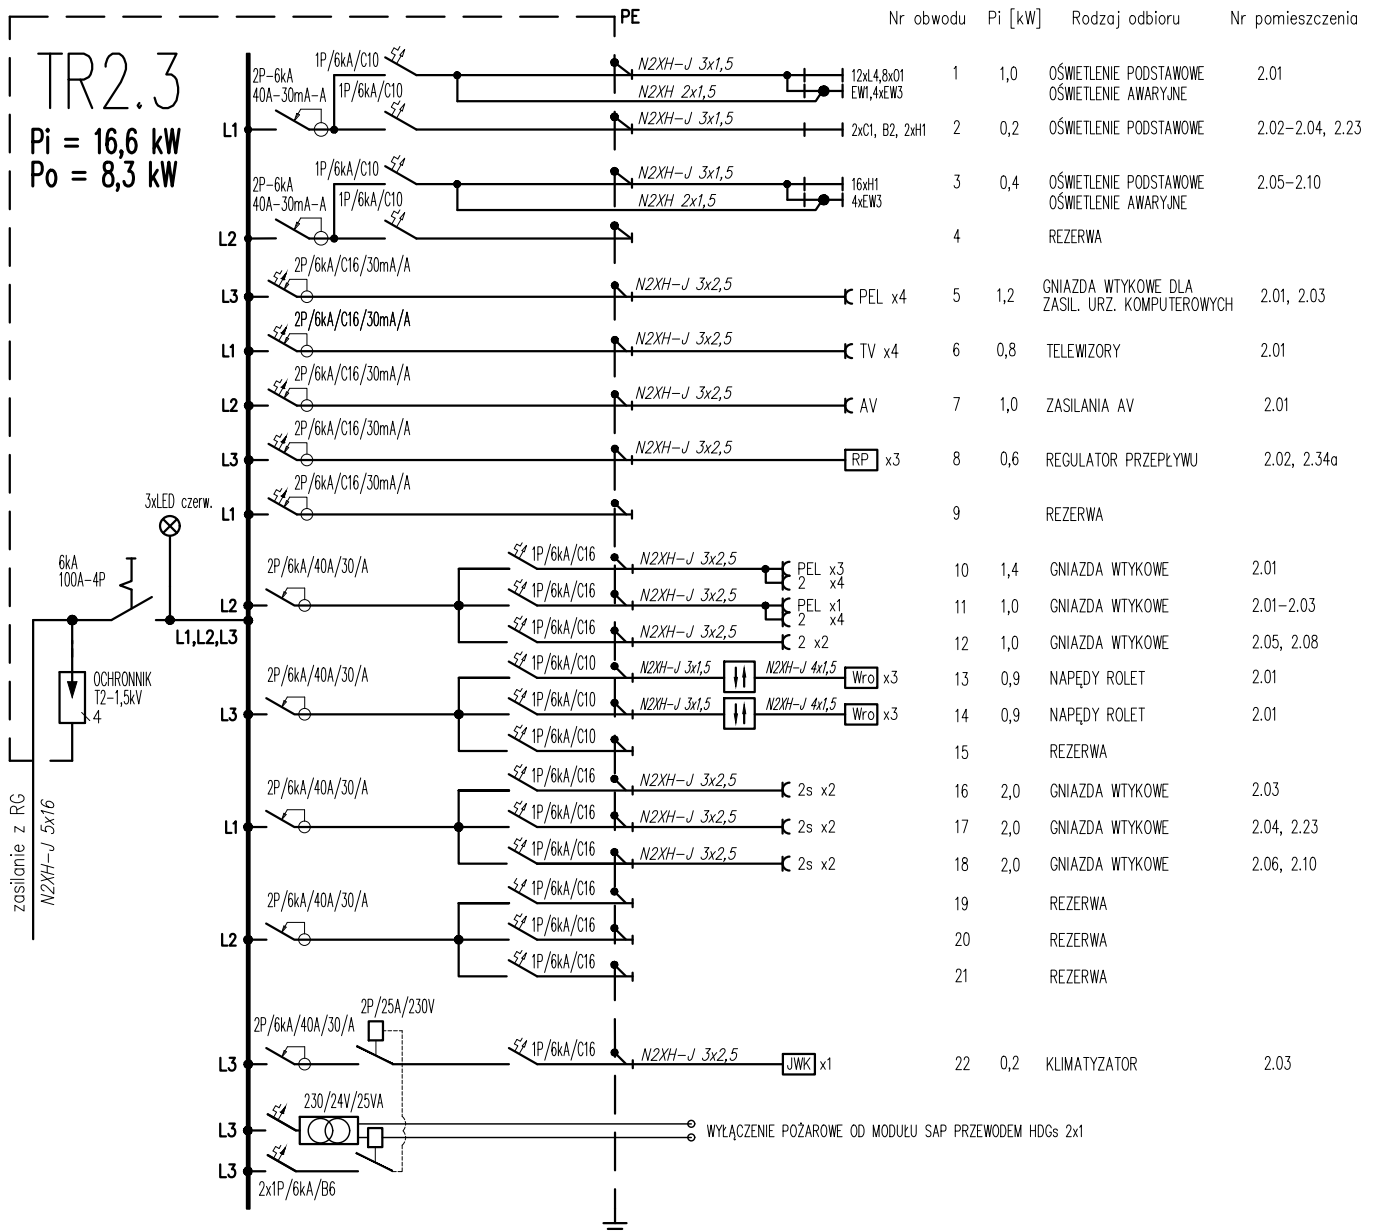 PE
Nr obwodu Pi [kW] Rodzaj odbioru Nr pomieszczenia
TR2.3
Pi = 16,6 kW
Po = 8,3 kW
2P-6kA
40A-30mA-A
1P/6kA/C10
1P/6kA/C10
L1
N2XH-J 3x1,5
N2XH 2x1,5
12xL4,8xO1
EW1,4xEW3
1 1,0 OŚWIETLENIE PODSTAWOWE 2.01
OŚWIETLENIE AWARYJNE
N2XH-J 3x1,5
2xC1, B2, 2xH1
2 0,2 OŚWIETLENIE PODSTAWOWE 2.02-2.04, 2.23
2P-6kA
40A-30mA-A
1P/6kA/C10
1P/6kA/C10
L2
N2XH-J 3x1,5
N2XH 2x1,5
16xH1
4xEW3
3 0,4 OŚWIETLENIE PODSTAWOWE 2.05-2.10
OŚWIETLENIE AWARYJNE
4 REZERWA
2P/6kA/C16/30mA/A
L3
N2XH-J 3x2,5
PEL x4
5 1,2 GNIAZDA WTYKOWE DLA
ZASIL. URZ. KOMPUTEROWYCH 2.01, 2.03
2P/6kA/C16/30mA/A
L1
N2XH-J 3x2,5
TV x4
6 0,8 TELEWIZORY 2.01
2P/6kA/C16/30mA/A
L2
N2XH-J 3x2,5
AV
7 1,0 ZASILANIA AV 2.01
2P/6kA/C16/30mA/A
L3
N2XH-J 3x2,5
RP x3
8 0,6 REGULATOR PRZEPŁYWU 2.02, 2.34a
2P/6kA/C16/30mA/A
L1
9 REZERWA
3xLED czerw.
6kA
100A-4P
L1,L2,L3
OCHRONNIK
T2-1,5kV
4
zasilanie z RG
N2XH-J 5x16
2P/6kA/40A/30/A
L2
1P/6kA/C16
N2XH-J 3x2,5
PEL x3
2 x4
10 1,4 GNIAZDA WTYKOWE 2.01
1P/6kA/C16
N2XH-J 3x2,5
PEL x1
2 x4
11 1,0 GNIAZDA WTYKOWE 2.01-2.03
1P/6kA/C16
N2XH-J 3x2,5
2 x2
12 1,0 GNIAZDA WTYKOWE 2.05, 2.08
2P/6kA/40A/30/A
L3
1P/6kA/C10
N2XH-J 3x1,5
N2XH-J 4x1,5
Wro x3
13 0,9 NAPĘDY ROLET 2.01
1P/6kA/C10
N2XH-J 3x1,5
N2XH-J 4x1,5
Wro x3
14 0,9 NAPĘDY ROLET 2.01
1P/6kA/C10
15 REZERWA
2P/6kA/40A/30/A
L1
1P/6kA/C16
N2XH-J 3x2,5
2s x2
16 2,0 GNIAZDA WTYKOWE 2.03
1P/6kA/C16
N2XH-J 3x2,5
2s x2
17 2,0 GNIAZDA WTYKOWE 2.04, 2.23
1P/6kA/C16
N2XH-J 3x2,5
2s x2
18 2,0 GNIAZDA WTYKOWE 2.06, 2.10
2P/6kA/40A/30/A
L2
1P/6kA/C16
19 REZERWA
1P/6kA/C16
20 REZERWA
1P/6kA/C16
21 REZERWA
2P/6kA/40A/30/A
2P/25A/230V
L3
1P/6kA/C16
N2XH-J 3x2,5
JWK x1
22 0,2 KLIMATYZATOR 2.03
230/24V/25VA
L3
WYŁĄCZENIE POŻAROWE OD MODUŁU SAP PRZEWODEM HDGs 2x1
L3
2x1P/6kA/B6